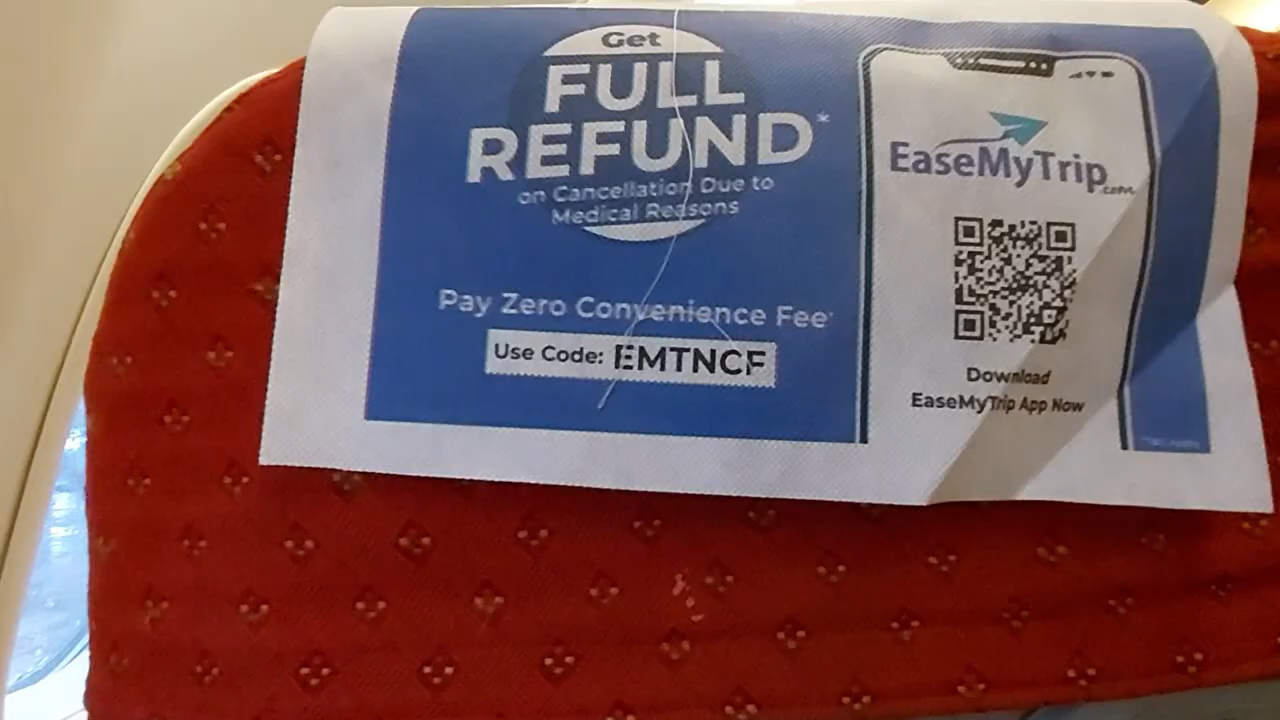 Get
FULL
REFUND*
on Cancellation Due to
Medical Reasons
Pay Zero Convenience Fee*
Use Code: EMTNCF
EaseMyTrip
.com
Download
EaseMyTrip App Now